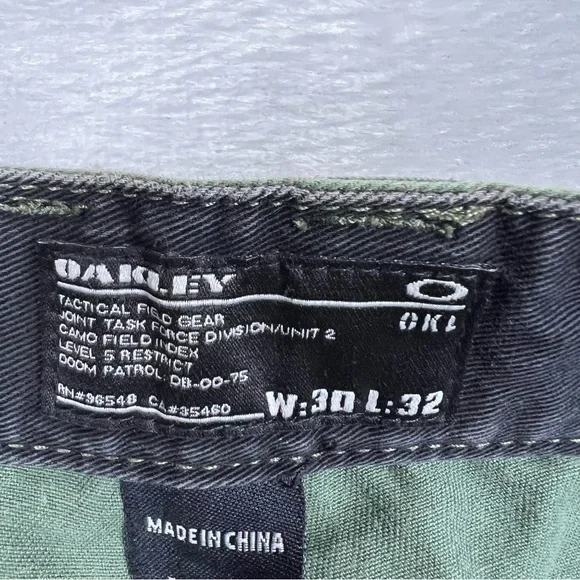 OAKLEY
TACTICAL FIELD GEAR
JOINT TASK FORCE DIVISION/UNIT 2
CAMO FIELD INDEX
LEVEL 5 RESTRICT
DOOM PATROL: DEB-00-75
RN#96548 CA#35460
OKL
W:30 L:32
MADE IN CHINA